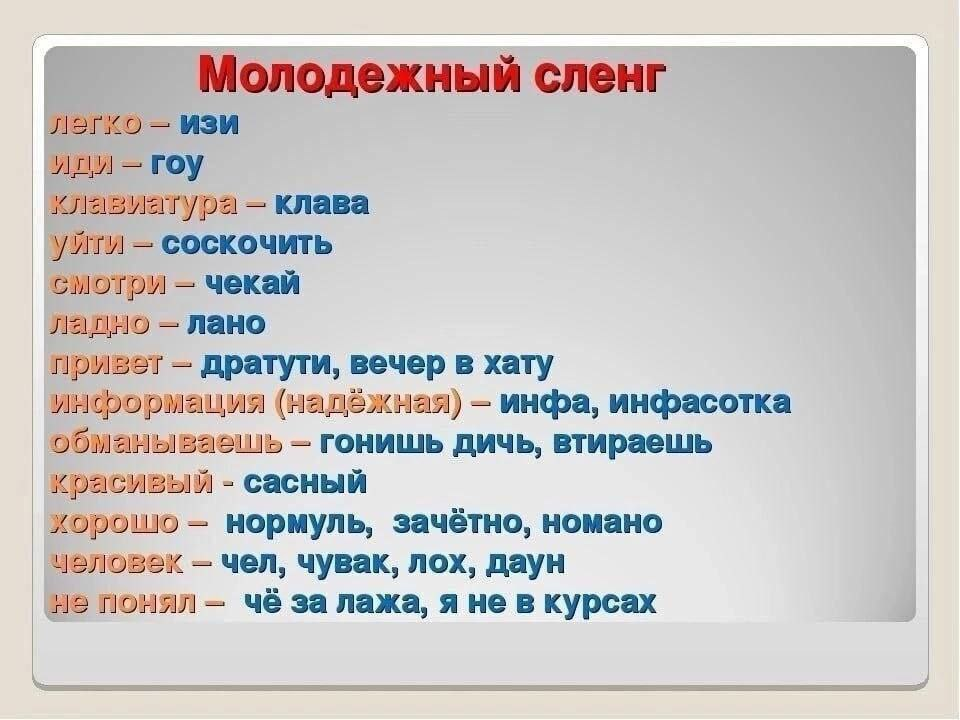 Молодежный сленг
легко – изи
иди – гоу
клавиатура – клава
уйти – соскочить
смотри – чекай
ладно – лано
привет – дратути, вечер в хату
информация (надёжная) – инфа, инфасотка
обманываешь – гонишь дичь, втираешь
красивый - сасный
хорошо – нормуль, зачётно, номано
человек – чел, чувак, лох, даун
не понял – чё за лажа, я не в курсах